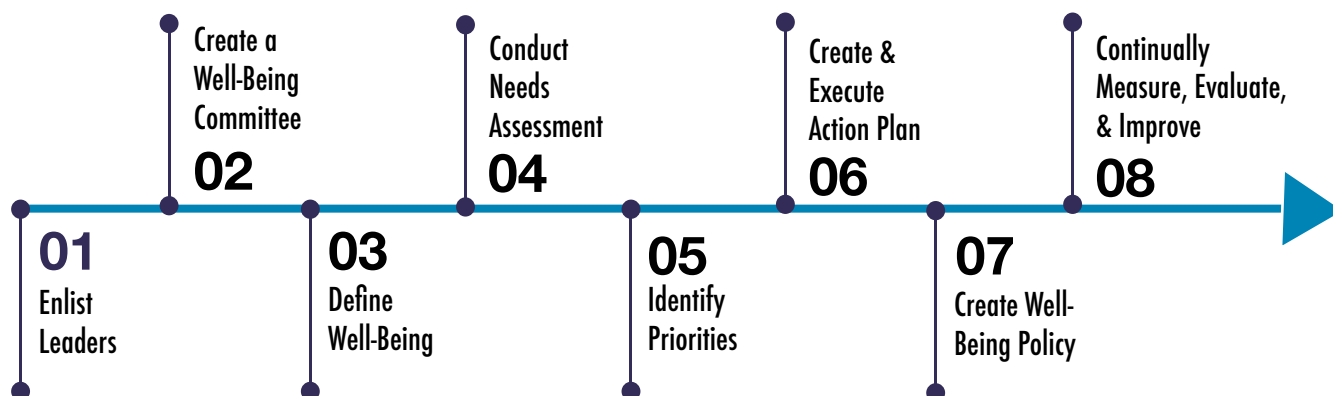 01
Enlist
Leaders
Create a
Well-Being
Committee
02
03
Define
Well-Being
Conduct
Needs
Assessment
04
05
Identify
Priorities
Create &
Execute
Action Plan
06
07
Create Well-
Being Policy
Continually
Measure, Evaluate,
& Improve
08